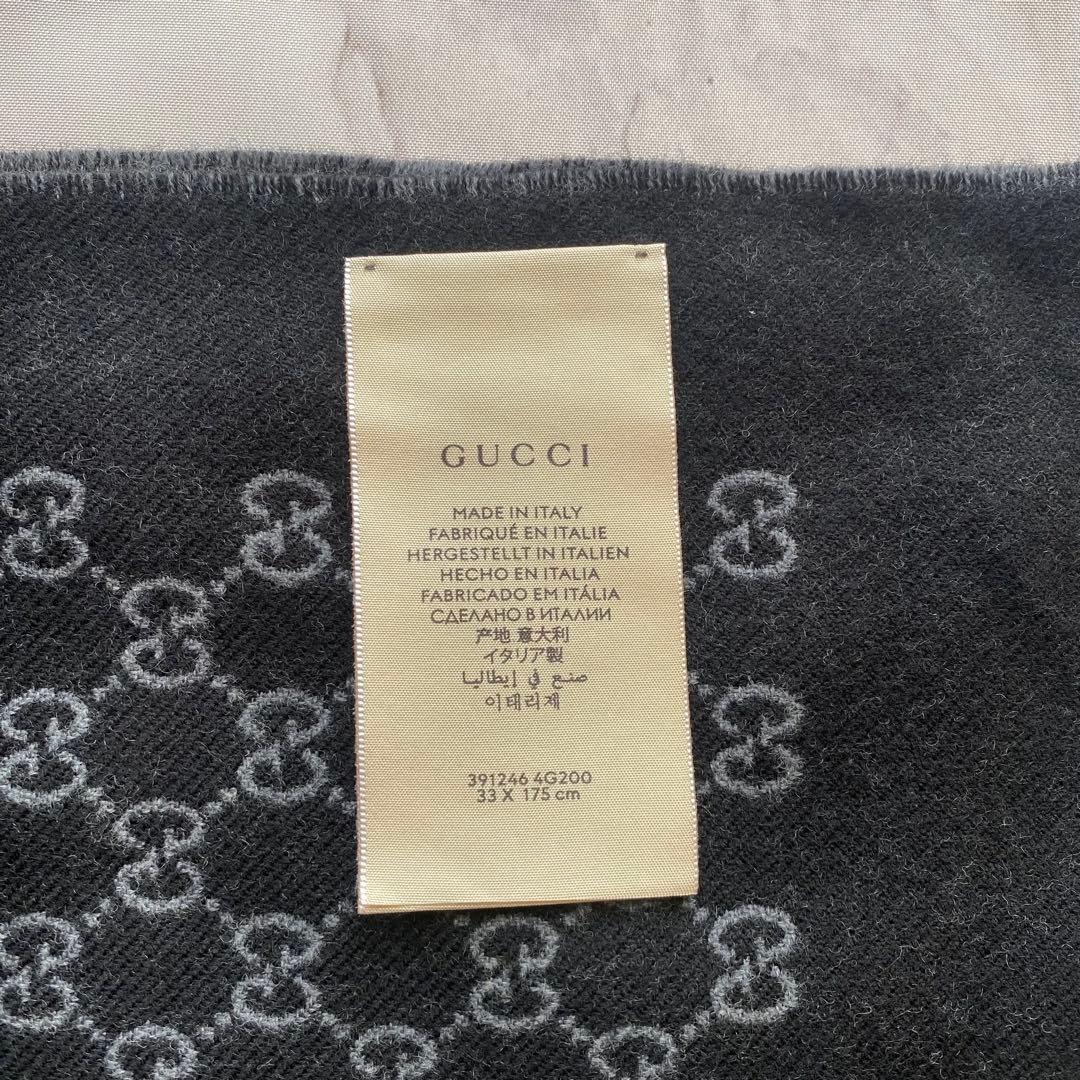 GUCCI
MADE IN ITALY
FABRIQUÉ EN ITALIE
HERGESTELLT IN ITALIEN
HECHO EN ITALIA
FABRICADO EM ITÁLIA
СДЕЛАНО В ИТАЛИИ
产地 意大利
イタリア製
صنع في إيطاليا
이태리제
391246 4G200
33 X 175 cm